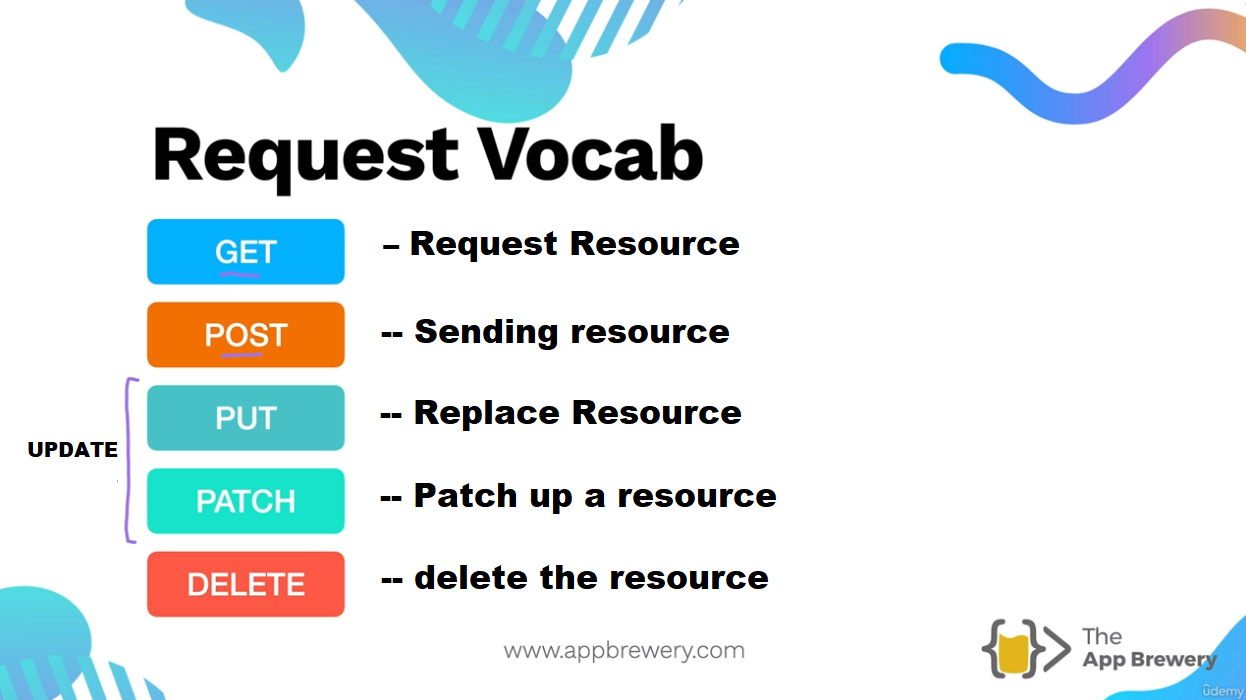 Request Vocab
GET – Request Resource
POST -- Sending resource
PUT -- Replace Resource
UPDATE
PATCH -- Patch up a resource
DELETE -- delete the resource
www.appbrewery.com
The
App Brewery
ûdemy